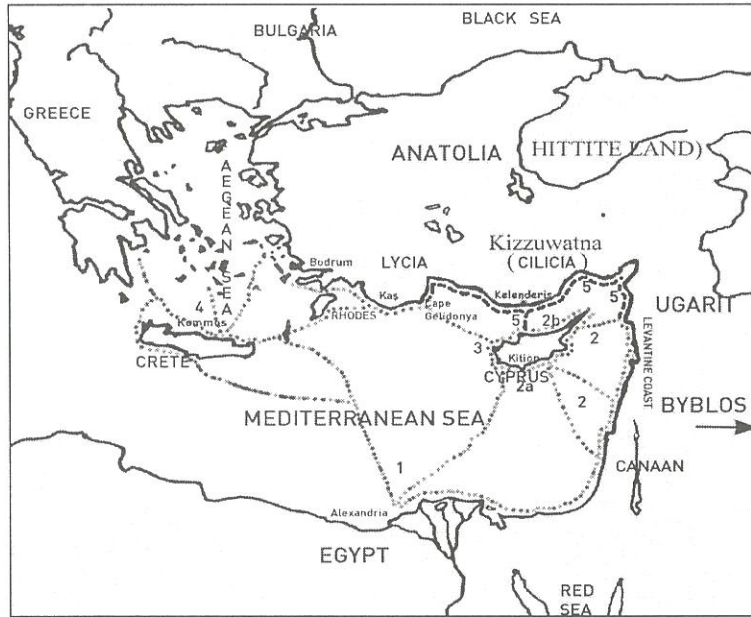 BLACK SEA
BULGARIA
GREECE
ANATOLIA
HITTITE LAND)
AEGEAN SEA
Kizzuwatna
(CILICIA)
Bodrum
LYCIA
Kaş
Cape
Gelidonya
Kelenderis
5
5
5
UGARIT
RHODES
4
Kommos
CRETE
2b
2
3
Kition
CYPRUS
2a
2
LEVANTINE COAST
MEDITERRANEAN SEA
BYBLOS
1
CANAAN
Alexandria
EGYPT
RED
SEA